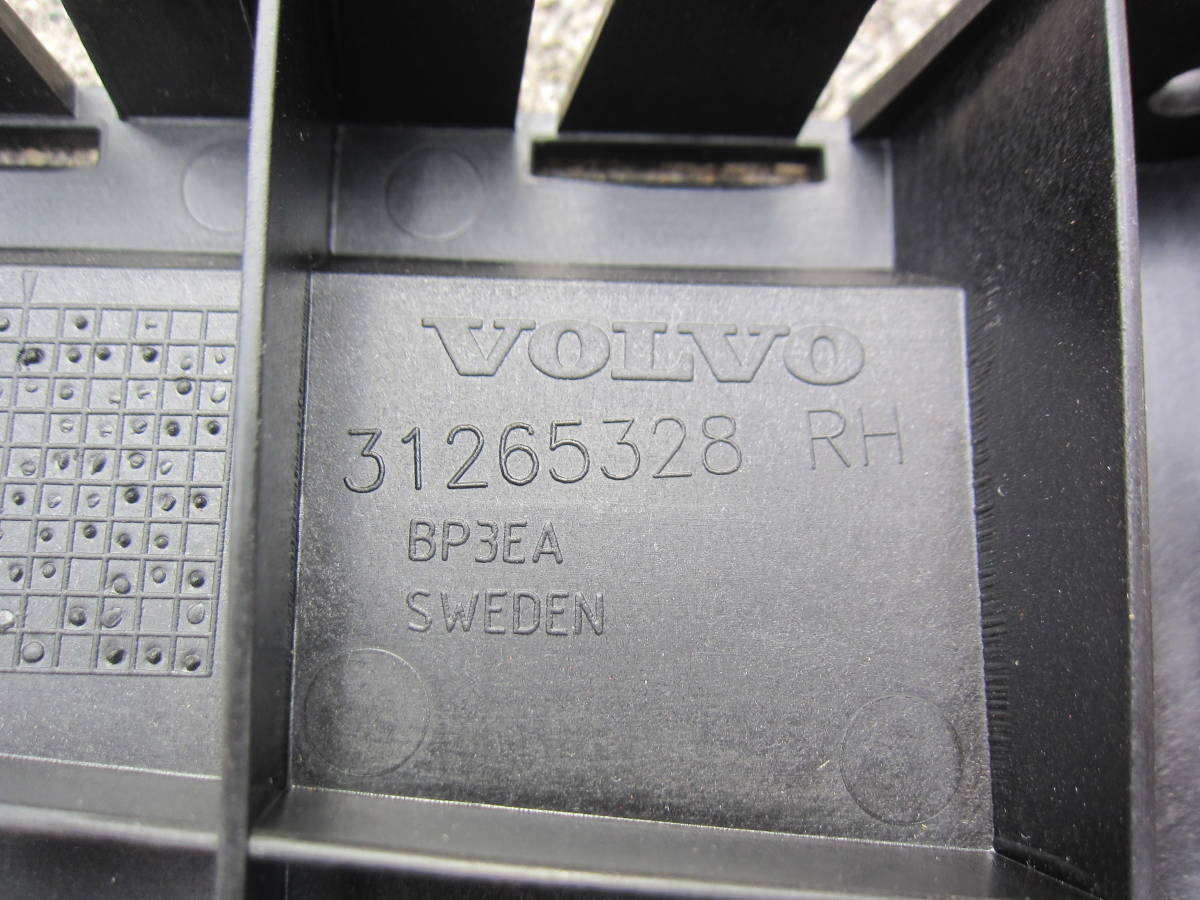 VOLVO
31265328 RH
BP3EA
SWEDEN